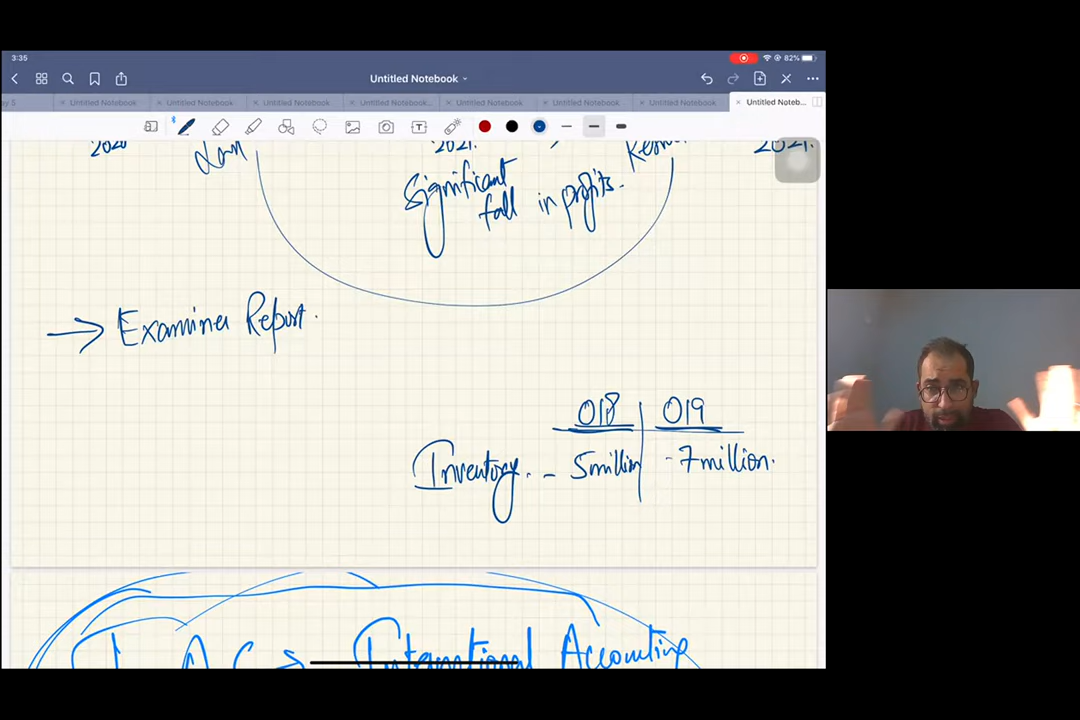 3:35
82%
Untitled Notebook
Untitled Notebook
Untitled Notebook
Untitled Notebook
Untitled Notebook...
Untitled Notebook
Untitled Notebook
Untitled Notebook
Untitled Noteb...
2020
Loan
2021.
2021.
Significant
fall in profits.
→ Examiner Report.
018 019
Inventory. - 5million - 7million.
International Accounting